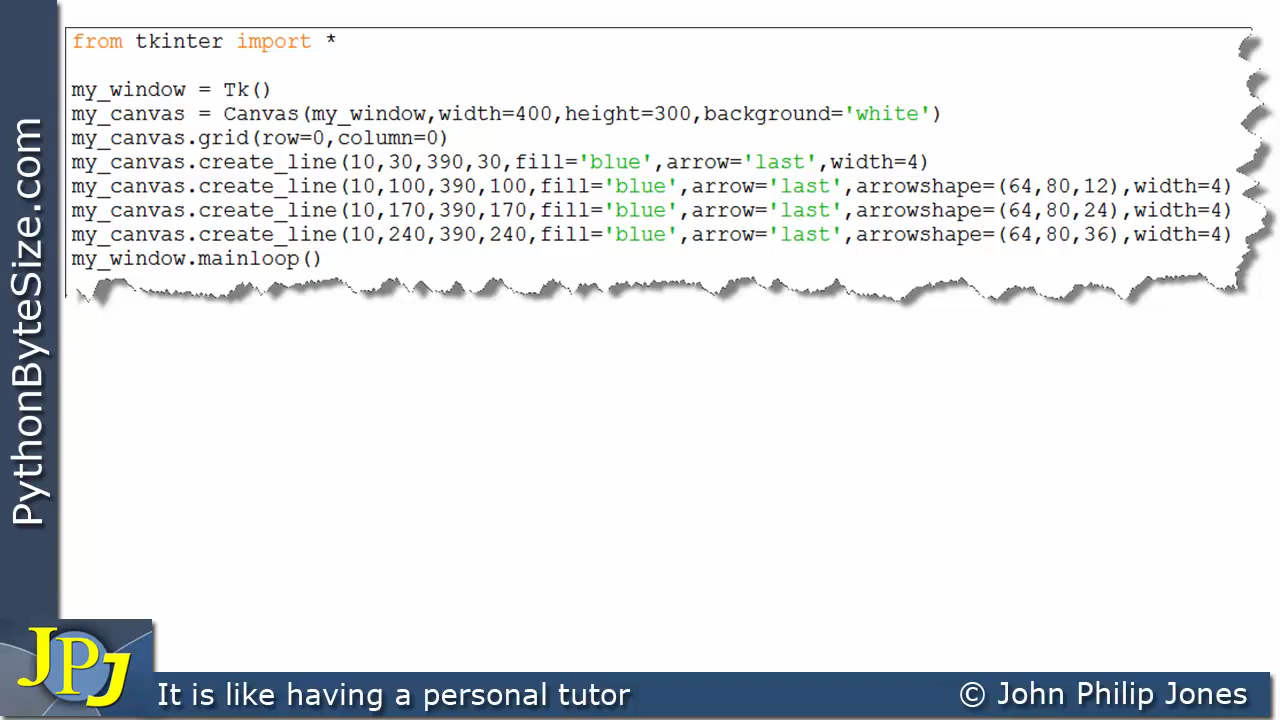 from tkinter import *
my_window = Tk()
my_canvas = Canvas(my_window,width=400,height=300,background='white')
my_canvas.grid(row=0,column=0)
my_canvas.create_line(10,30,390,30,fill='blue',arrow='last',width=4)
my_canvas.create_line(10,100,390,100,fill='blue',arrow='last',arrowshape=(64,80,12),width=4)
my_canvas.create_line(10,170,390,170,fill='blue',arrow='last',arrowshape=(64,80,24),width=4)
my_canvas.create_line(10,240,390,240,fill='blue',arrow='last',arrowshape=(64,80,36),width=4)
my_window.mainloop()
PythonByteSize.com
JPJ
It is like having a personal tutor
© John Philip Jones